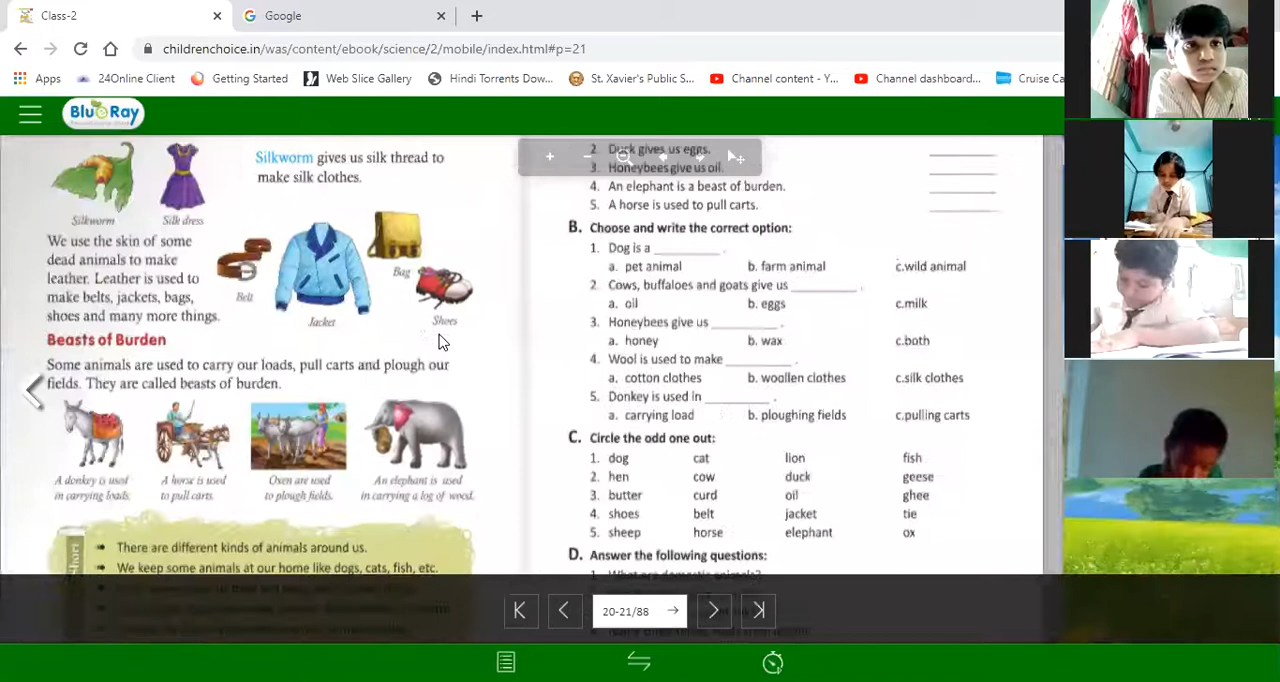 Class-2
Google
childrenchoice.in/was/content/ebook/science/2/mobile/index.html#p=21
Apps
24Online Client
Getting Started
Web Slice Gallery
Hindi Torrents Dow...
St. Xavier's Public S...
Channel content - Y...
Channel dashboard...
Cruise Ca
Blue Ray
Silkworm gives us silk thread to
make silk clothes.
Silkworm
Silk dress
We use the skin of some
dead animals to make
leather. Leather is used to
make belts, jackets, bags,
shoes and many more things.
Belt
Jacket
Bag
Shoes
Beasts of Burden
Some animals are used to carry our loads, pull carts and plough our
fields. They are called beasts of burden.
A donkey is used
in carrying loads.
A horse is used
to pull carts.
Oxen are used
to plough fields.
An elephant is used
in carrying a log of wood.
Short
There are different kinds of animals around us.
We keep some animals at our home like dogs, cats, fish, etc.
2. Duck gives us eggs.
3. Honeybees give us oil.
4. An elephant is a beast of burden.
5. A horse is used to pull carts.
B. Choose and write the correct option:
1. Dog is a ________ .
a. pet animal b. farm animal c.wild animal
2. Cows, buffaloes and goats give us ________ .
a. oil b. eggs c.milk
3. Honeybees give us ________ .
a. honey b. wax c.both
4. Wool is used to make ________ .
a. cotton clothes b. woollen clothes c.silk clothes
5. Donkey is used in ________ .
a. carrying load b. ploughing fields c.pulling carts
C. Circle the odd one out:
1. dog cat lion fish
2. hen cow duck geese
3. butter curd oil ghee
4. shoes belt jacket tie
5. sheep horse elephant ox
D. Answer the following questions:
1. What are domestic animals?
20-21/88